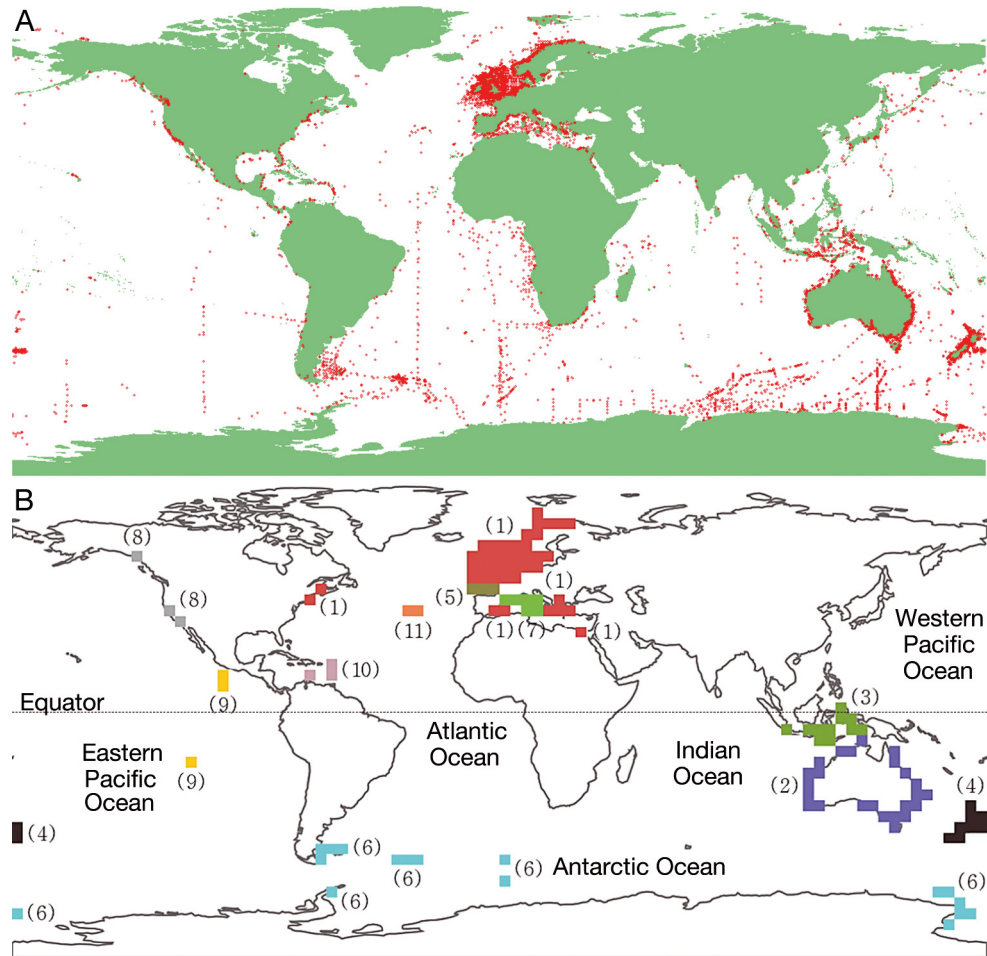 A
B
(1)
(8)
(1)
(8)
(5)
(1)
(11)
(1)
(7)
(1)
Western
Pacific
Ocean
(10)
Equator
(9)
(3)
Atlantic
Ocean
Eastern
Pacific
Ocean
(9)
Indian
Ocean
(2)
(4)
(4)
(6)
(6)
(6)
Antarctic Ocean
(6)
(6)
(6)